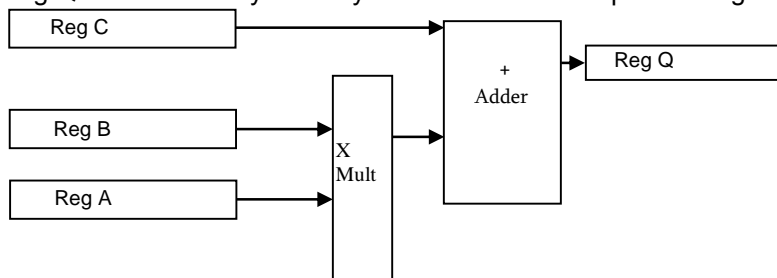 Reg C
Reg Q
+
Adder
Reg B
X
Mult
Reg A